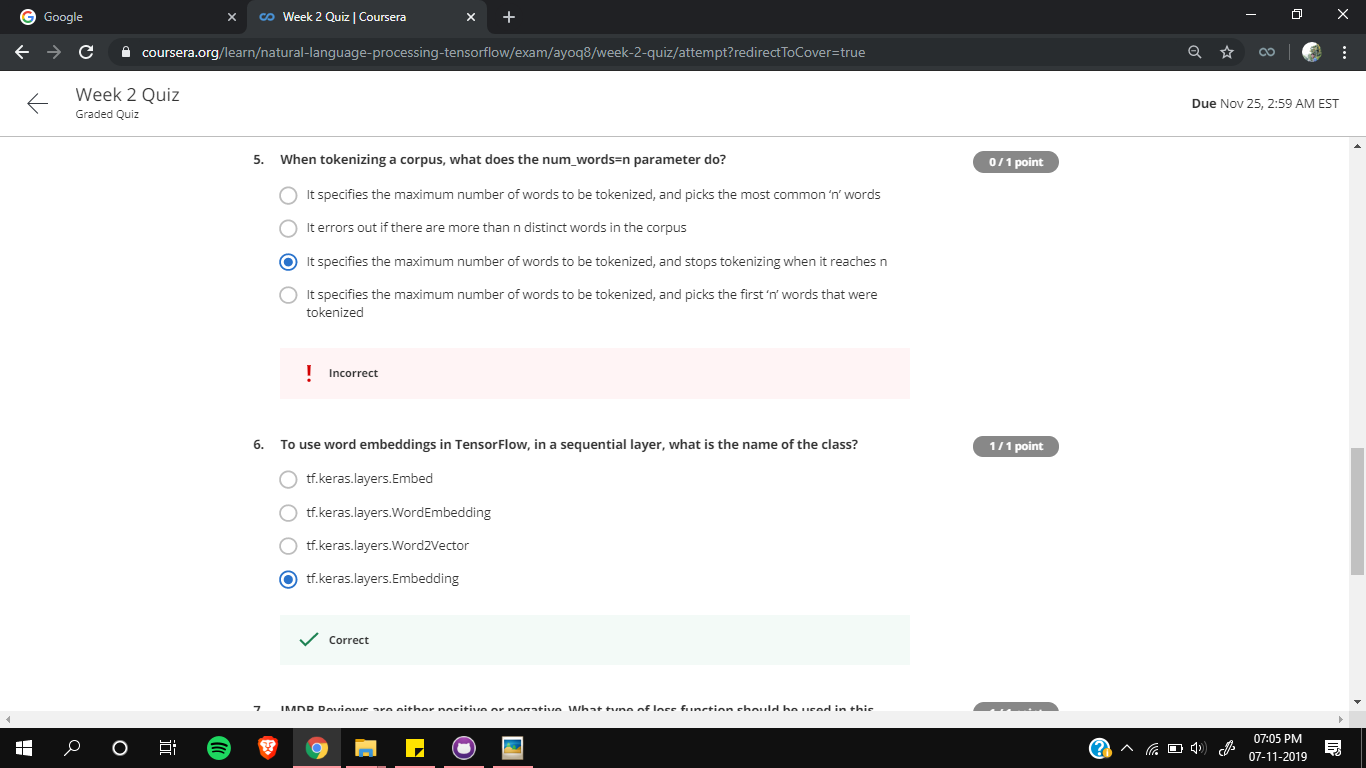 Google
Week 2 Quiz | Coursera
coursera.org/learn/natural-language-processing-tensorflow/exam/ayoq8/week-2-quiz/attempt?redirectToCover=true
Week 2 Quiz
Graded Quiz
Due Nov 25, 2:59 AM EST
5. When tokenizing a corpus, what does the num_words=n parameter do?
0 / 1 point
It specifies the maximum number of words to be tokenized, and picks the most common ‘n’ words
It errors out if there are more than n distinct words in the corpus
It specifies the maximum number of words to be tokenized, and stops tokenizing when it reaches n
It specifies the maximum number of words to be tokenized, and picks the first ‘n’ words that were
tokenized
! Incorrect
6. To use word embeddings in TensorFlow, in a sequential layer, what is the name of the class?
1 / 1 point
tf.keras.layers.Embed
tf.keras.layers.WordEmbedding
tf.keras.layers.Word2Vector
tf.keras.layers.Embedding
Correct
7. IMDB Reviews are either positive or negative. What type of loss function should be used in this
1 / 1 point
07:05 PM
07-11-2019